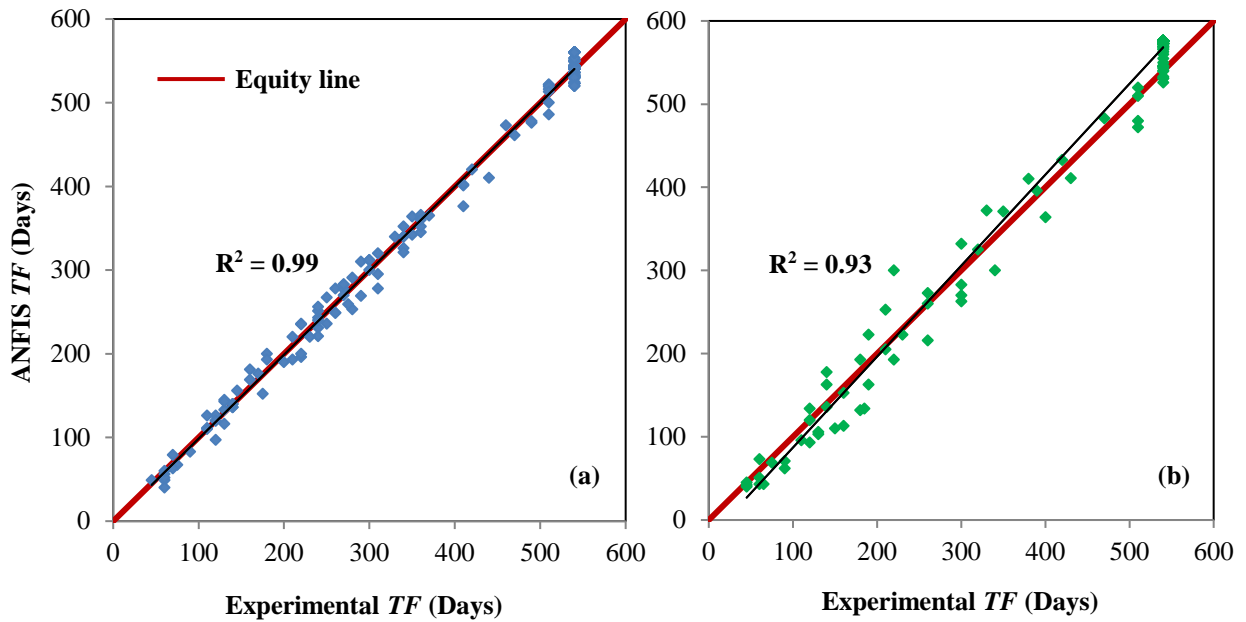 600
500
400
300
200
100
0
ANFIS TF (Days)
Equity line
R² = 0.99
(a)
0 100 200 300 400 500 600
Experimental TF (Days)
600
500
400
300
200
100
0
R² = 0.93
(b)
0 100 200 300 400 500 600
Experimental TF (Days)